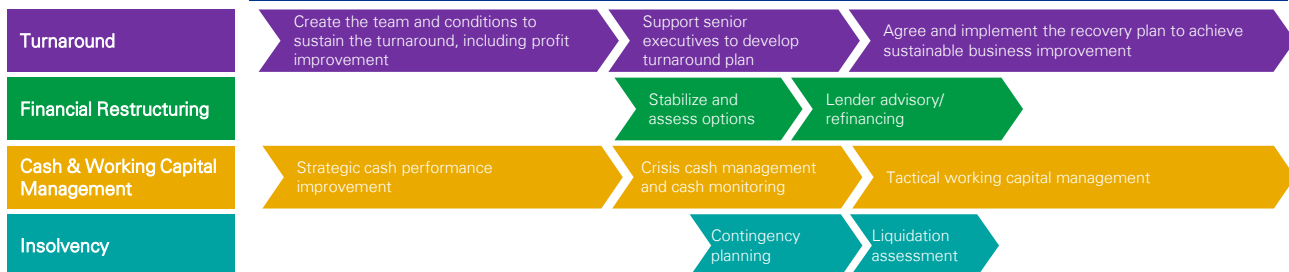 Turnaround
Create the team and conditions to
sustain the turnaround, including profit
improvement
Support senior
executives to develop
turnaround plan
Agree and implement the recovery plan to achieve
sustainable business improvement
Financial Restructuring
Stabilize and
assess options
Lender advisory/
refinancing
Cash & Working Capital
Management
Strategic cash performance
improvement
Crisis cash management
and cash monitoring
Tactical working capital management
Insolvency
Contingency
planning
Liquidation
assessment